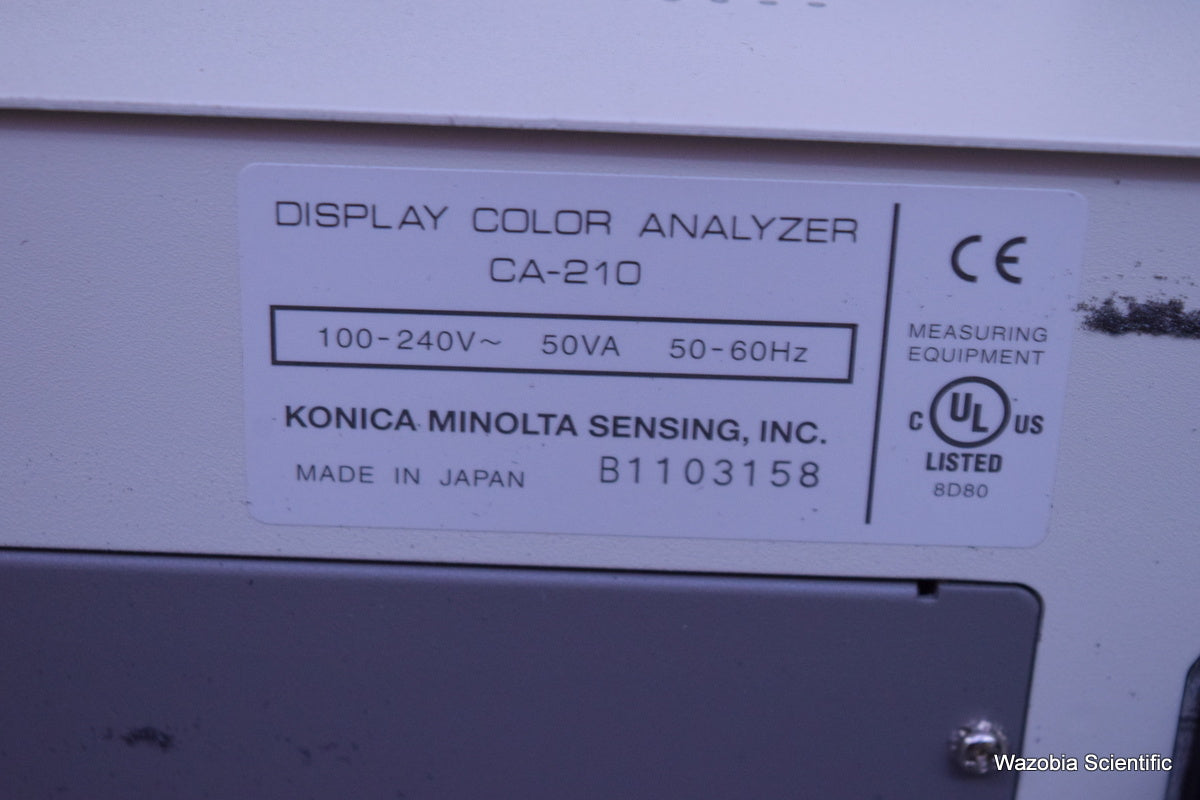 DISPLAY COLOR ANALYZER
CA-210
100-240V~ 50VA 50-60Hz
KONICA MINOLTA SENSING, INC.
MADE IN JAPAN B1103158
CE
MEASURING
EQUIPMENT
C UL US
LISTED
8D80
Wazobia Scientific